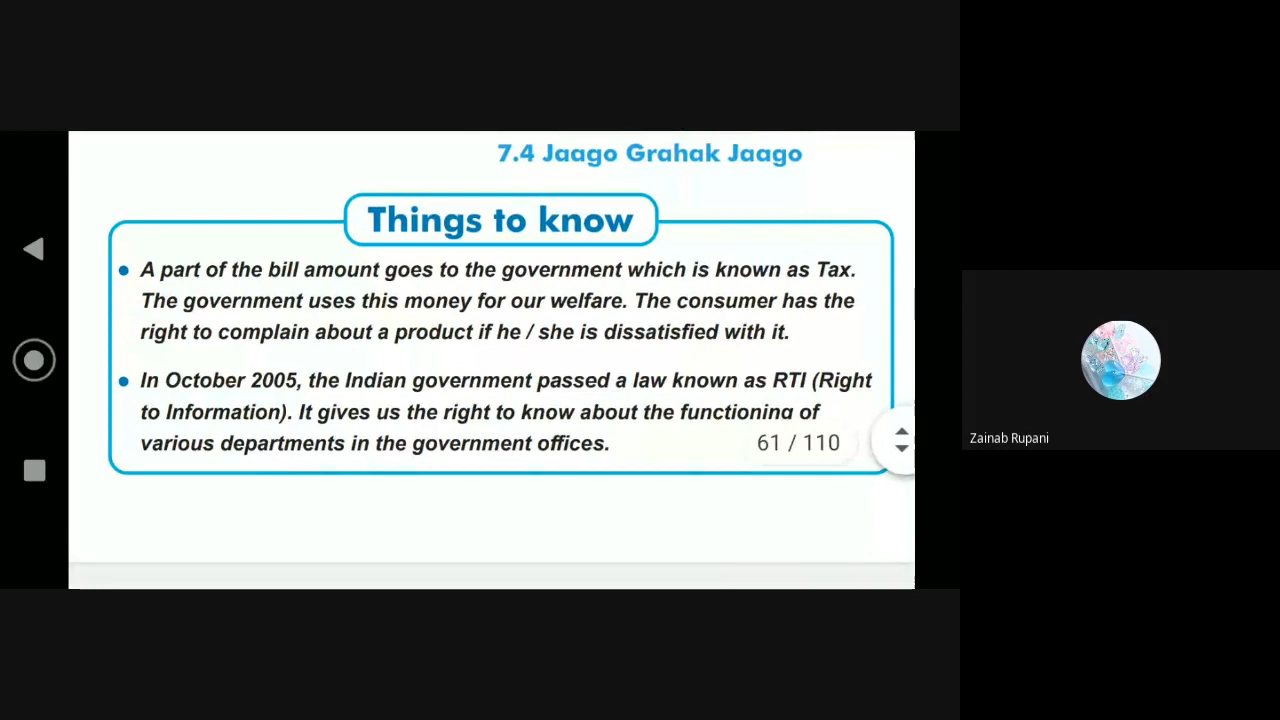 7.4 Jaago Grahak Jaago
Things to know
• A part of the bill amount goes to the government which is known as Tax.
The government uses this money for our welfare. The consumer has the
right to complain about a product if he / she is dissatisfied with it.
• In October 2005, the Indian government passed a law known as RTI (Right
to Information). It gives us the right to know about the functioning of
various departments in the government offices.
61 / 110
Zainab Rupani